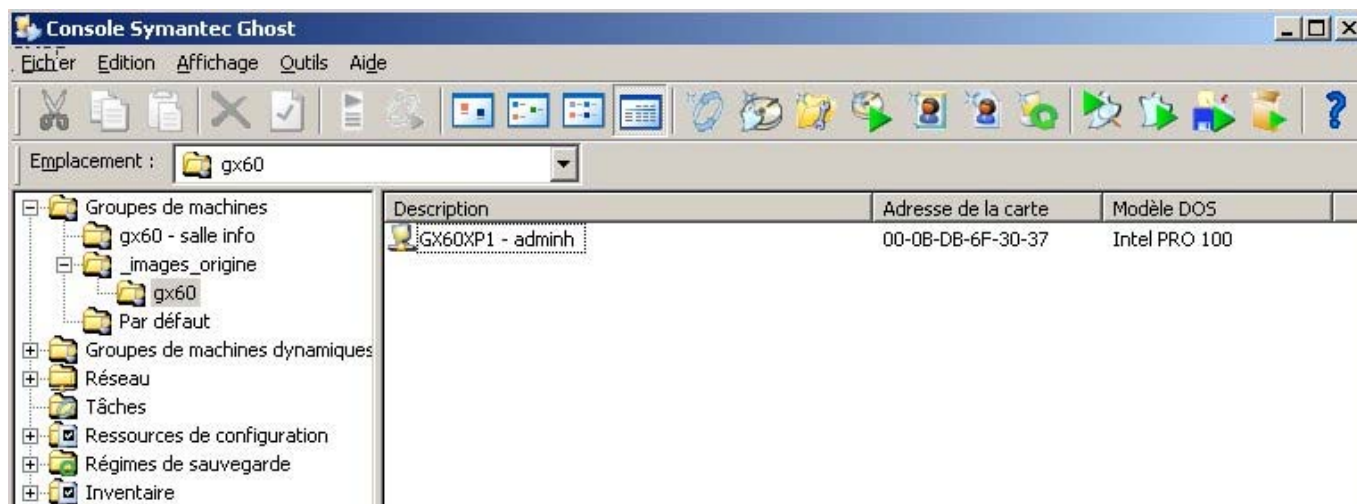 Console Symantec Ghost
Fichier Edition Affichage Outils Aide
Emplacement : gx60
Groupes de machines
gx60 - salle info
_images_origine
gx60
Par défaut
Groupes de machines dynamiques
Réseau
Tâches
Ressources de configuration
Régimes de sauvegarde
Inventaire
Description Adresse de la carte Modèle DOS
GX60XP1 - adminh 00-0B-DB-6F-30-37 Intel PRO 100